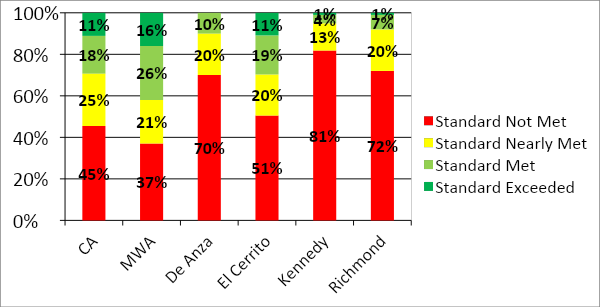 100%
80%
60%
40%
20%
0%
11% 16% 10% 11% 1% 1%
18% 26% 20% 19% 4% 7%
25% 21% 70% 20% 13% 20%
45% 37% 51% 81% 72%
CA
MWA
De Anza
El Cerrito
Kennedy
Richmond
Standard Not Met
Standard Nearly Met
Standard Met
Standard Exceeded